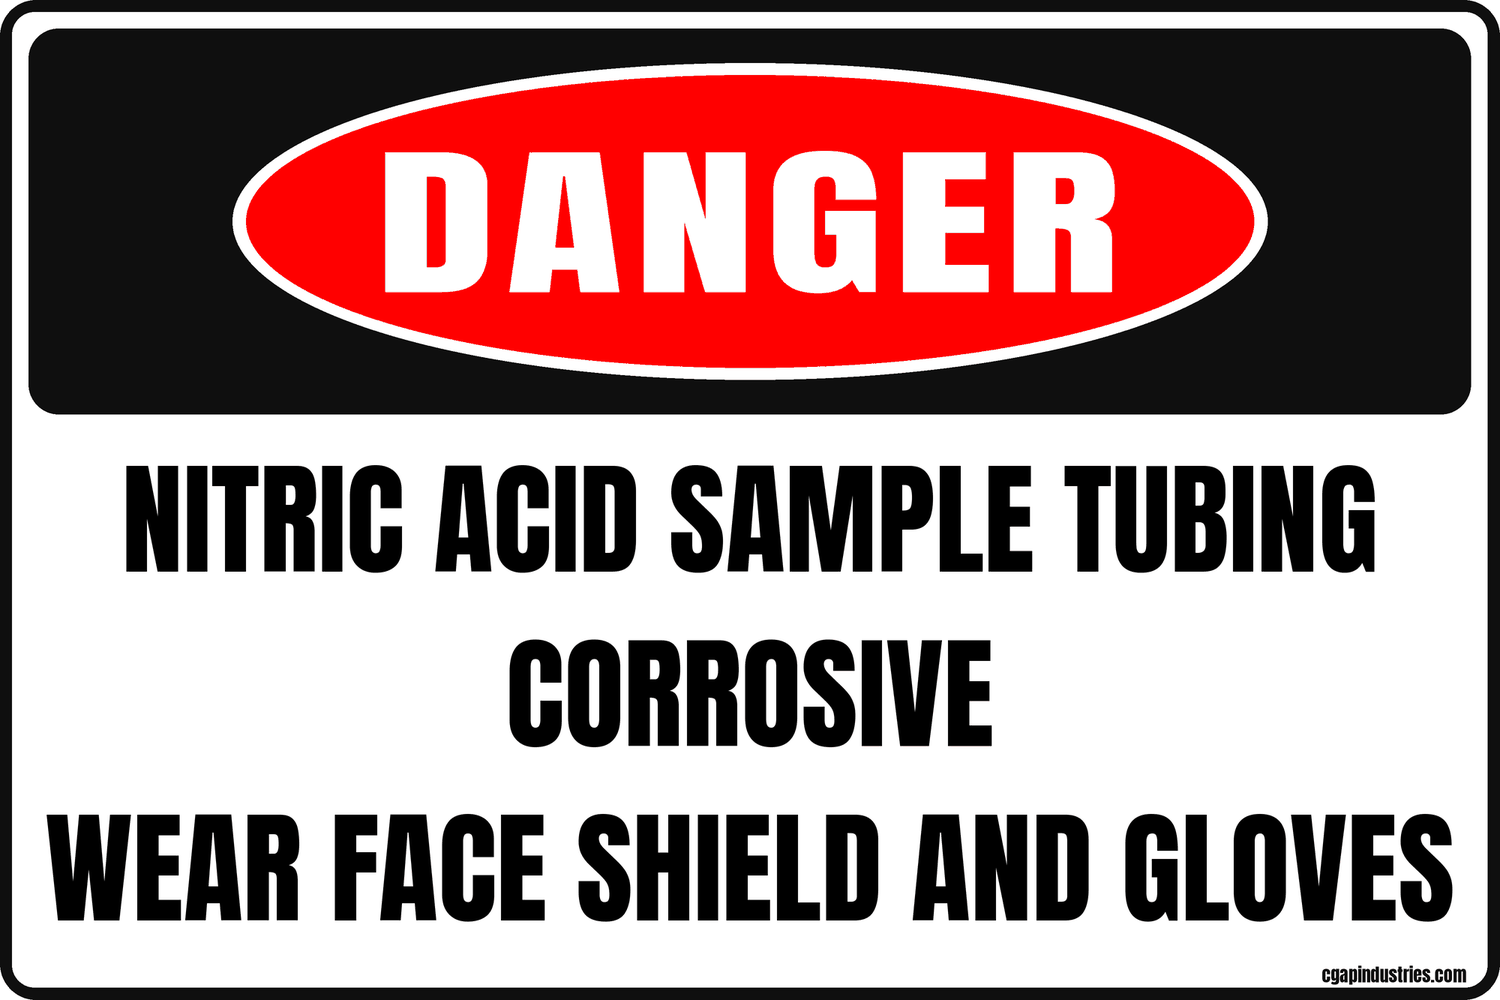 DANGER
NITRIC ACID SAMPLE TUBING
CORROSIVE
WEAR FACE SHIELD AND GLOVES
cgapindustries.com